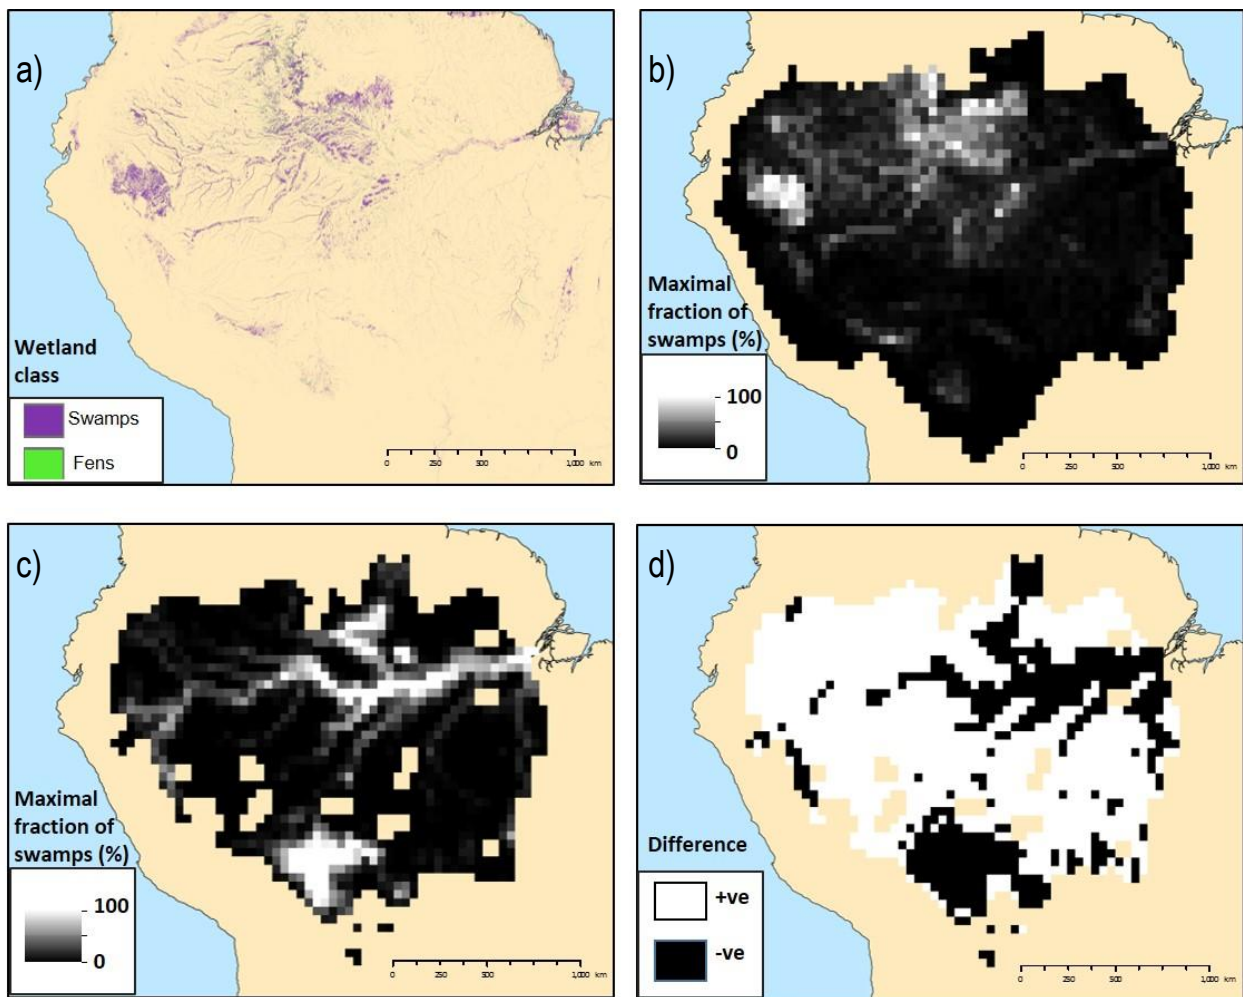 a)
Wetland
class
Swamps
Fens
0 250 500 1,000 km
b)
Maximal
fraction of
swamps (%)
100
0
0 250 500 1,000 km
c)
Maximal
fraction of
swamps (%)
100
0
0 250 500 1,000 km
d)
Difference
+ve
-ve
0 250 500 1,000 km